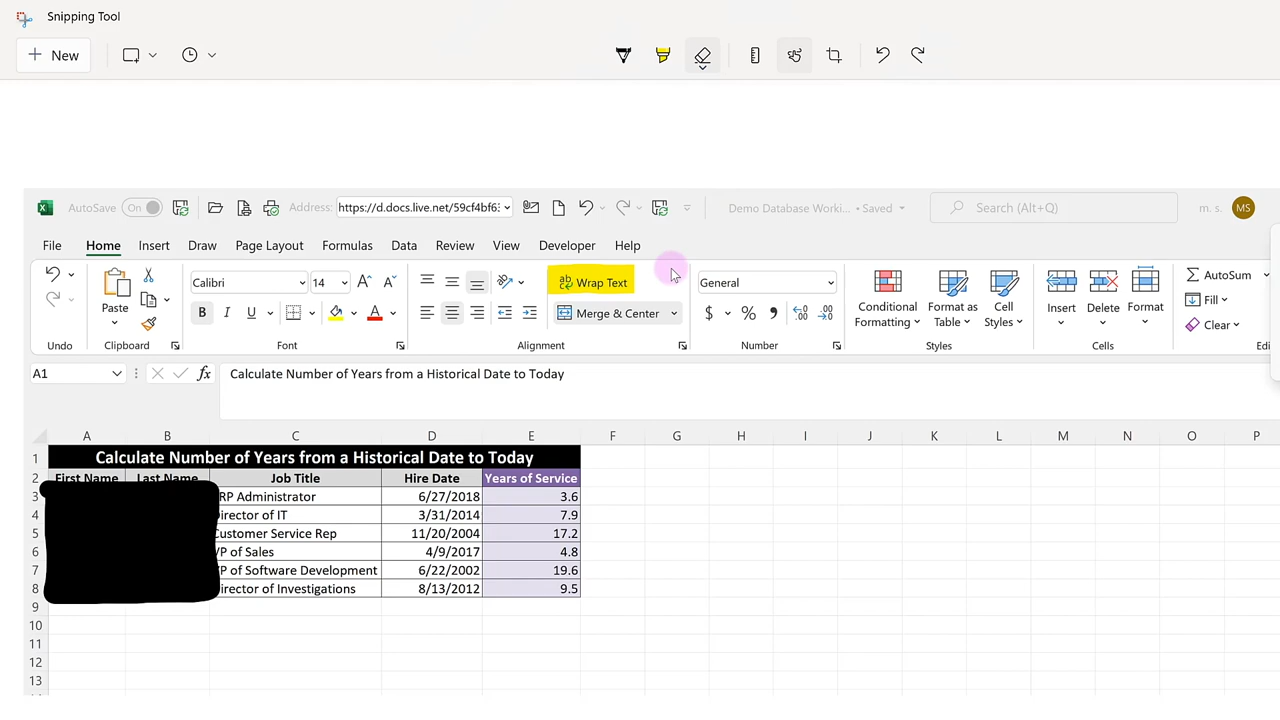 Snipping Tool
New
AutoSave On Address: https://d.docs.live.net/59cf4bf6: Demo Database Worki... • Saved Search (Alt+Q) m. s. MS
File Home Insert Draw Page Layout Formulas Data Review View Developer Help
Calibri 14 Wrap Text General AutoSum
Paste Conditional Formatting Format as Table Cell Styles Insert Delete Format Fill
B I U A Merge & Center $ % Clear
Undo Clipboard Font Alignment Number Styles Cells Edi
A1 fx Calculate Number of Years from a Historical Date to Today
A B C D E F G H I J K L M N O P
1 Calculate Number of Years from a Historical Date to Today
2 First Name Last Name Job Title Hire Date Years of Service
3 RP Administrator 6/27/2018 3.6
4 Director of IT 3/31/2014 7.9
5 Customer Service Rep 11/20/2004 17.2
6 VP of Sales 4/9/2017 4.8
7 VP of Software Development 6/22/2002 19.6
8 Director of Investigations 8/13/2012 9.5
9
10
11
12
13